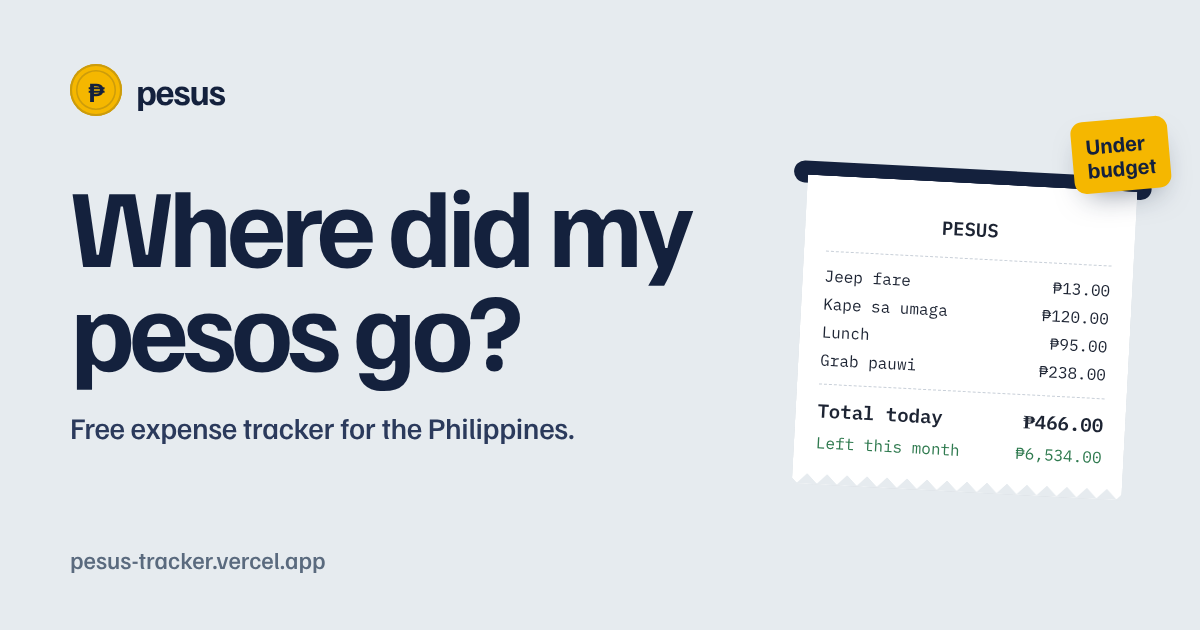 ₱
pesus
Where did my
pesos go?
Free expense tracker for the Philippines.
pesus-tracker.vercel.app
Under
budget
PESUS
Jeep fare ₱13.00
Kape sa umaga ₱120.00
Lunch ₱95.00
Grab pauwi ₱238.00
Total today ₱466.00
Left this month ₱6,534.00